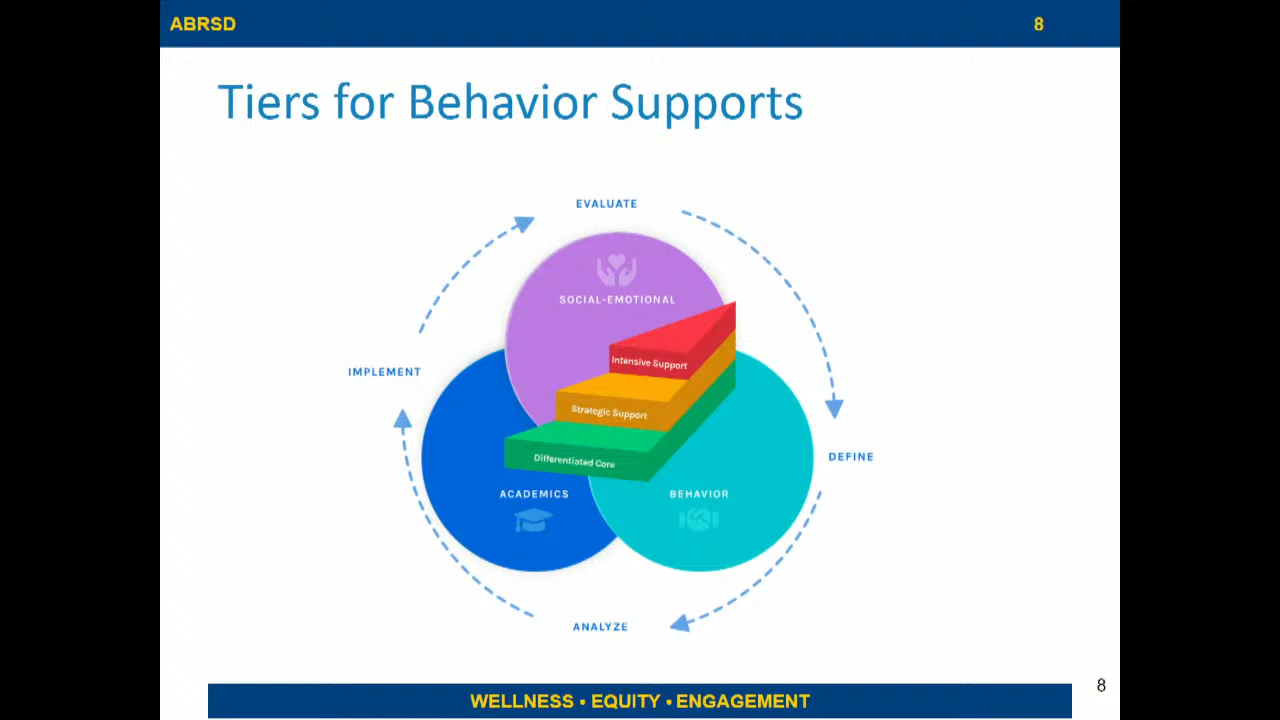 ABRSD
8
Tiers for Behavior Supports
EVALUATE
SOCIAL-EMOTIONAL
Intensive Support
IMPLEMENT
Strategic Support
Differentiated Core
DEFINE
ACADEMICS
BEHAVIOR
ANALYZE
8
WELLNESS • EQUITY • ENGAGEMENT